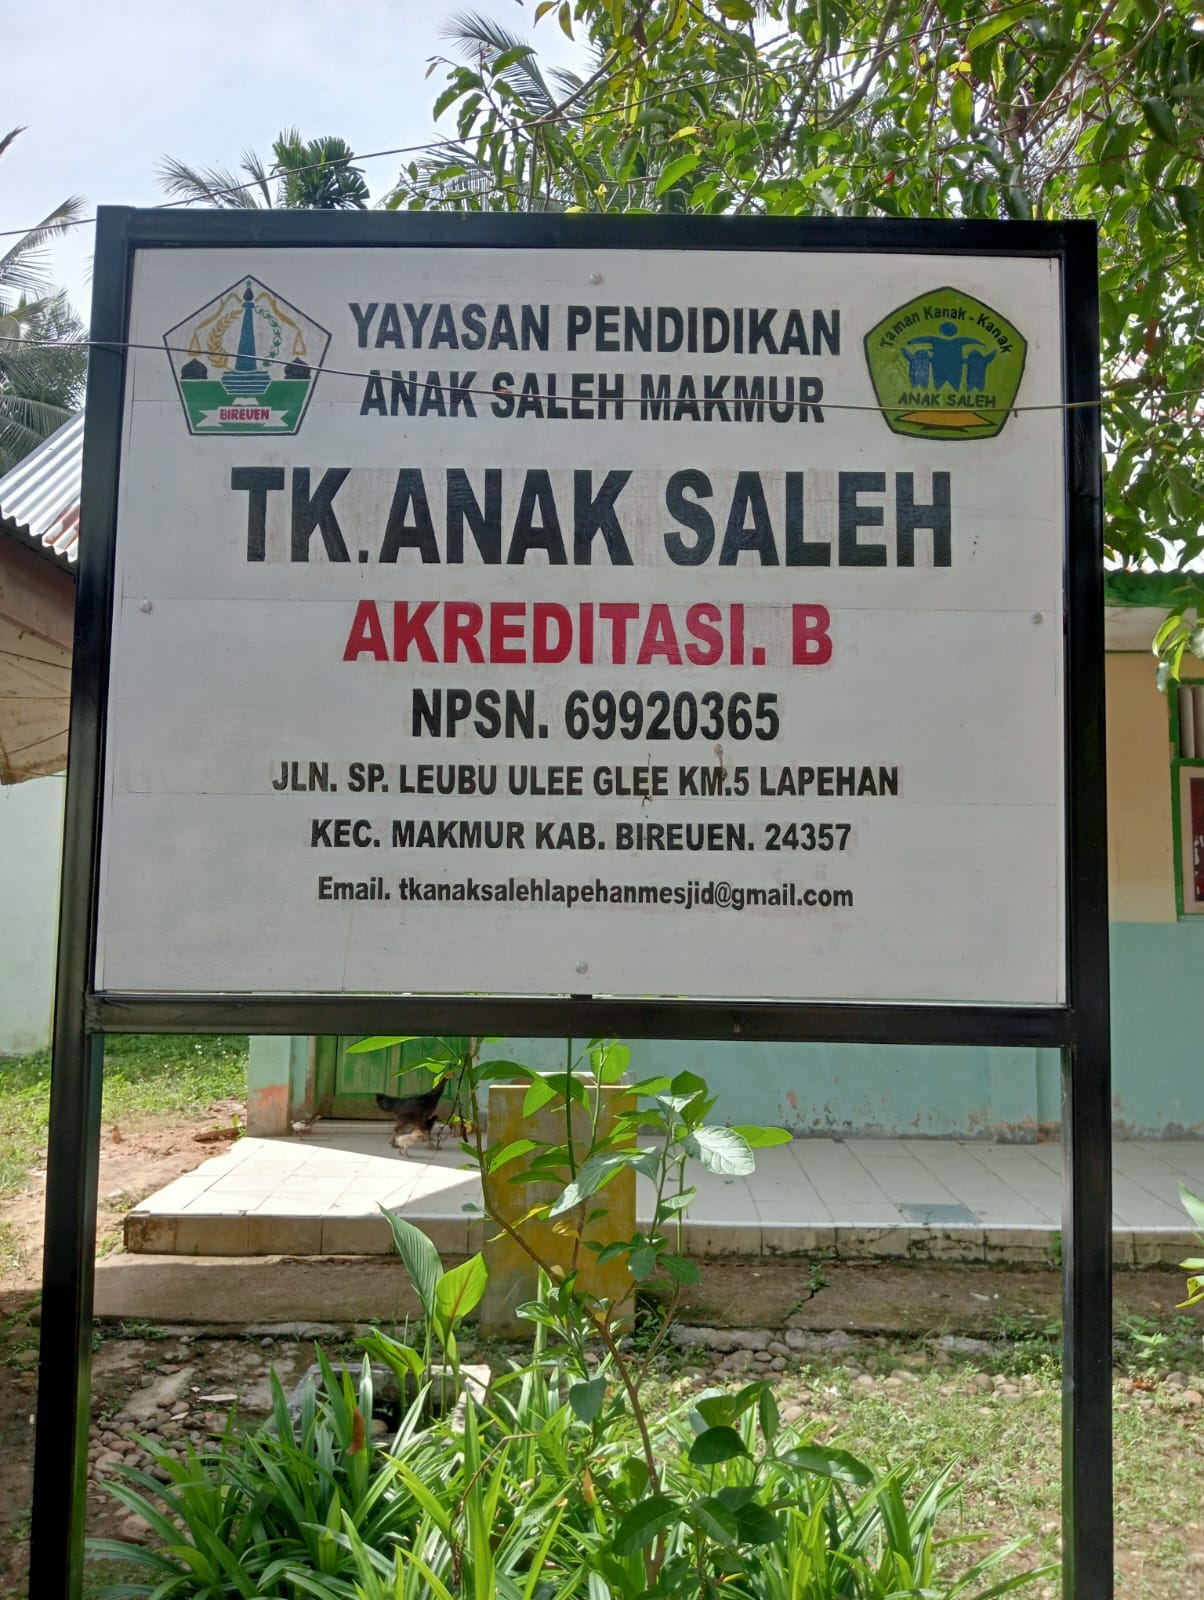 YAYASAN PENDIDIKAN
ANAK SALEH MAKMUR
BIREUEN
Taman Kanak - Kanak
ANAK SALEH
TK. ANAK SALEH
AKREDITASI. B
NPSN. 69920365
JLN. SP. LEUBU ULEE GLEE KM.5 LAPEHAN
KEC. MAKMUR KAB. BIREUEN. 24357
Email. tkanaksalehlapehanmesjid@gmail.com